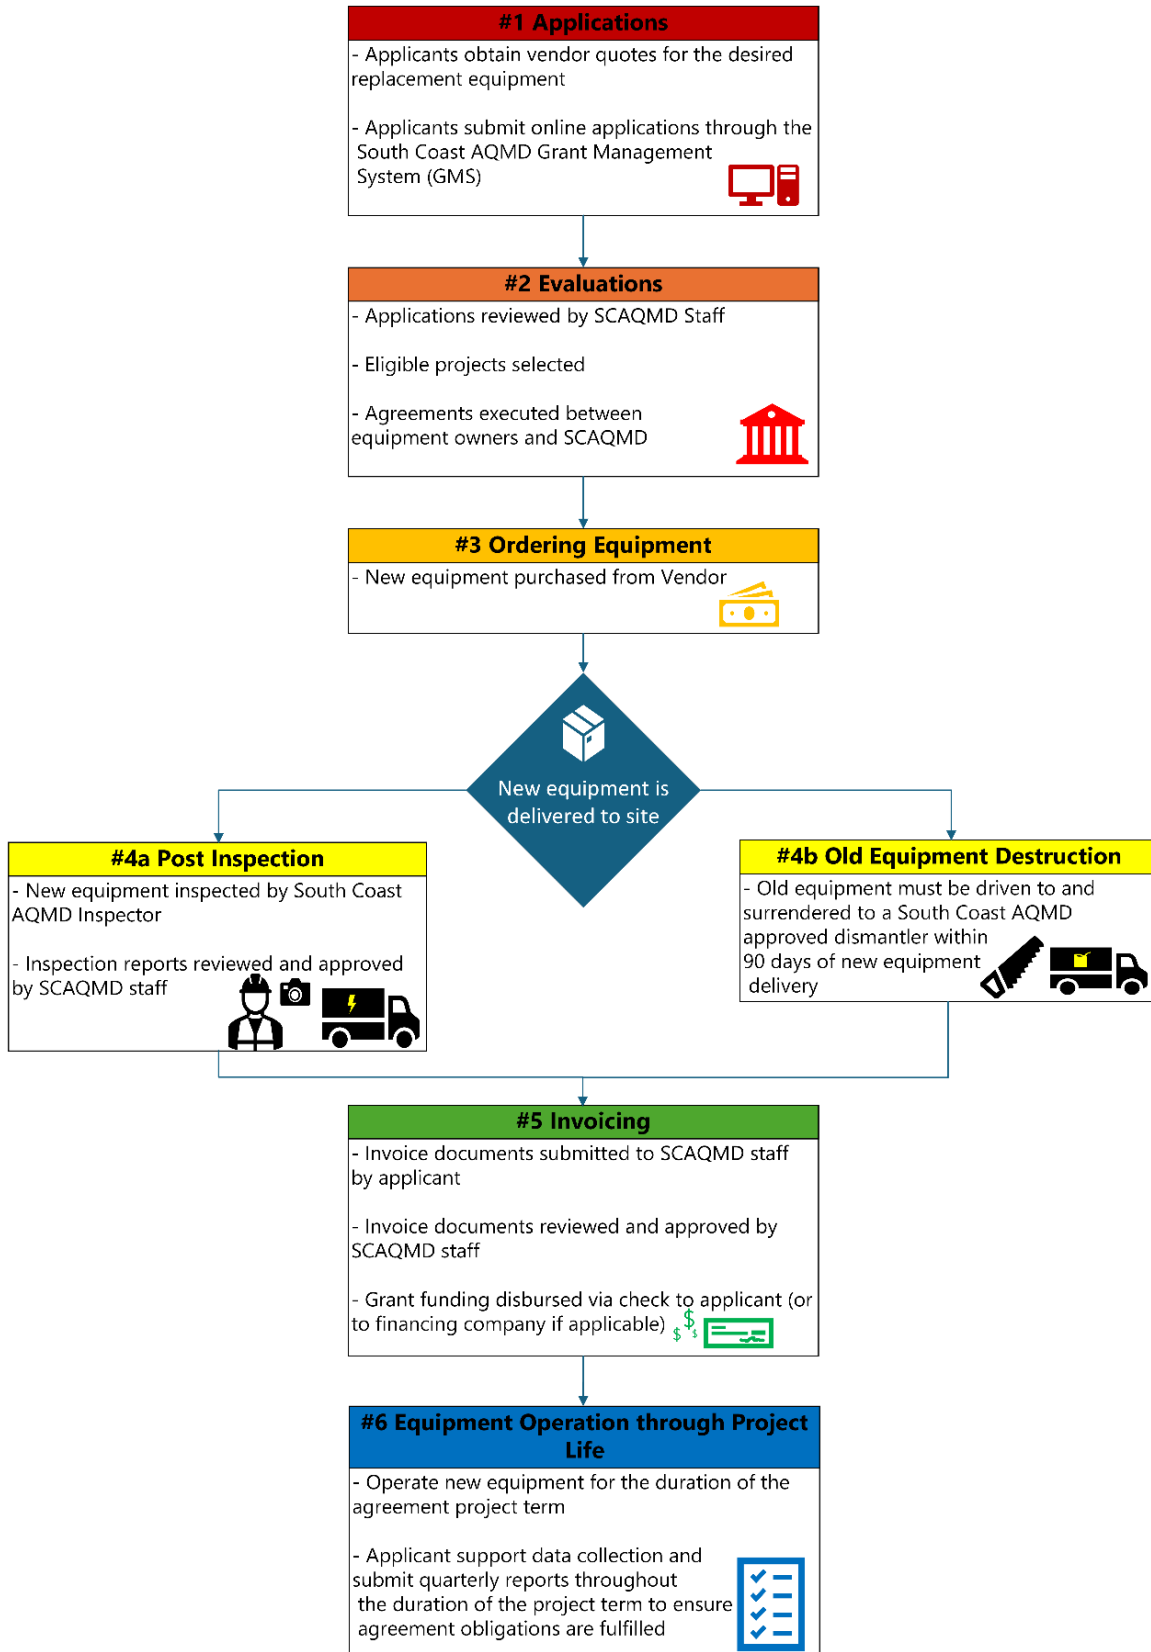 #1 Applications
- Applicants obtain vendor quotes for the desired
replacement equipment
- Applicants submit online applications through the
South Coast AQMD Grant Management
System (GMS)
#2 Evaluations
- Applications reviewed by SCAQMD Staff
- Eligible projects selected
- Agreements executed between
equipment owners and SCAQMD
#3 Ordering Equipment
- New equipment purchased from Vendor
New equipment is
delivered to site
#4a Post Inspection
- New equipment inspected by South Coast
AQMD Inspector
- Inspection reports reviewed and approved
by SCAQMD staff
#4b Old Equipment Destruction
- Old equipment must be driven to and
surrendered to a South Coast AQMD
approved dismantler within
90 days of new equipment
delivery
#5 Invoicing
- Invoice documents submitted to SCAQMD staff
by applicant
- Invoice documents reviewed and approved by
SCAQMD staff
- Grant funding disbursed via check to applicant (or
to financing company if applicable)
$ $ $
#6 Equipment Operation through Project
Life
- Operate new equipment for the duration of the
agreement project term
- Applicant support data collection and
submit quarterly reports throughout
the duration of the project term to ensure
agreement obligations are fulfilled